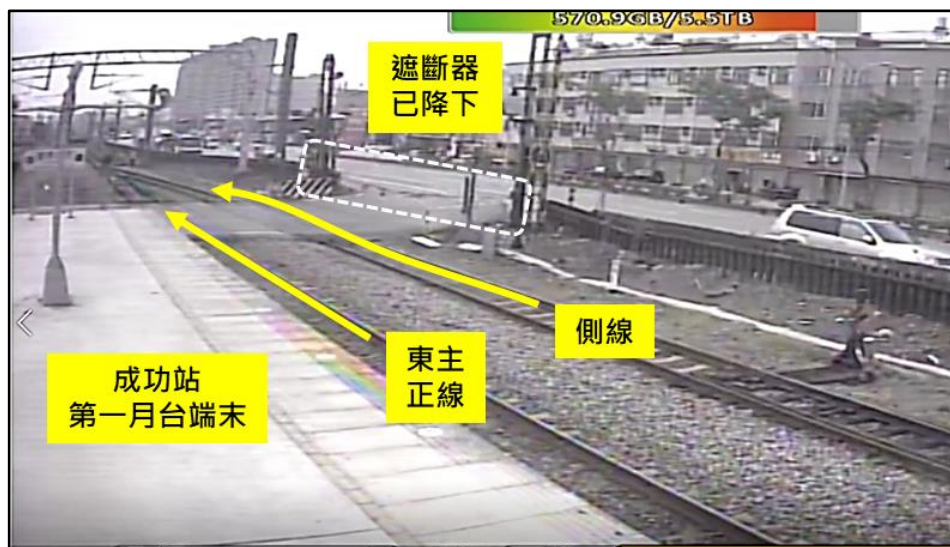 570.9GB/5.5TB
遮斷器
已降下
側線
東主
正線
成功站
第一月台端末